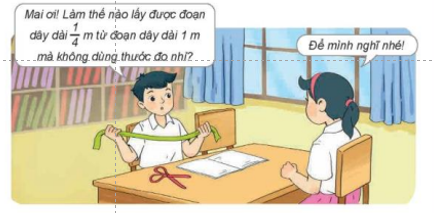 Mai ơi! Làm thế nào lấy được đoạn
dây dài 1/4 m từ đoạn dây dài 1 m
mà không dùng thước đo nhỉ?
Để mình nghĩ nhé!